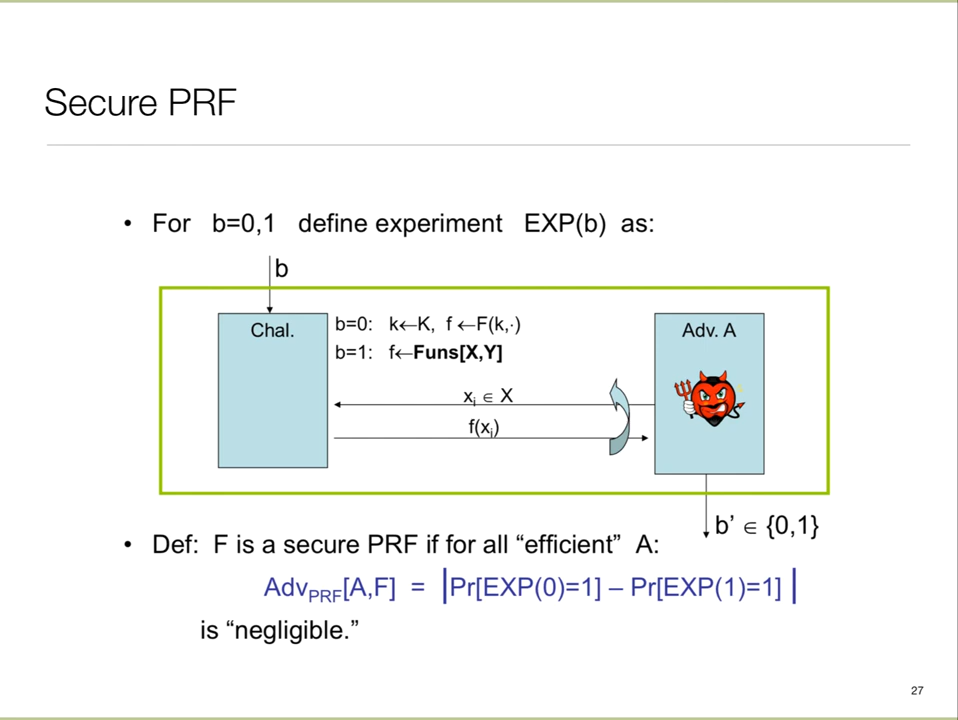 Secure PRF
• For b=0,1 define experiment EXP(b) as:
b
Chal.
b=0: k←K, f ←F(k,·)
b=1: f←Funs[X,Y]
Adv. A
xᵢ ∈ X
f(xᵢ)
b’ ∈ {0,1}
• Def: F is a secure PRF if for all “efficient” A:
Adv_PRF[A,F] = |Pr[EXP(0)=1] – Pr[EXP(1)=1]|
is “negligible.”
27